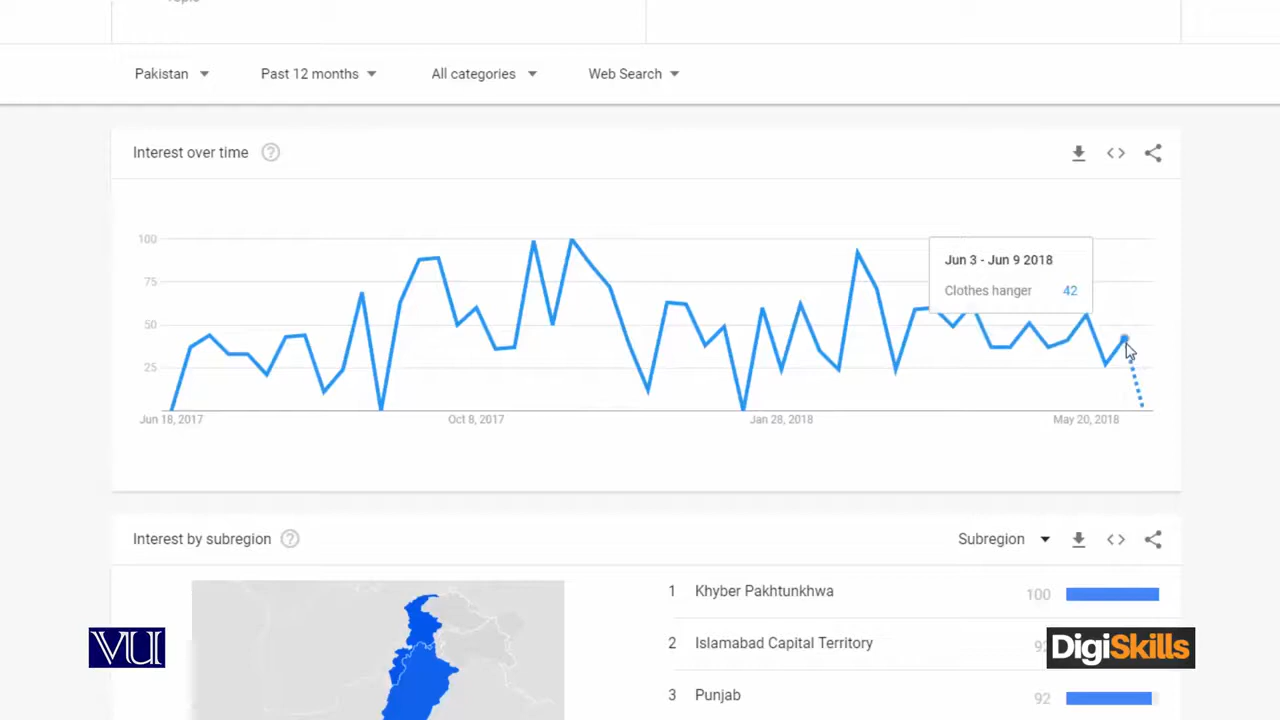 Pakistan Past 12 months All categories Web Search
Interest over time
100
75
50
25
Jun 3 - Jun 9 2018
Clothes hanger 42
Jun 18, 2017 Oct 8, 2017 Jan 28, 2018 May 20, 2018
Interest by subregion Subregion
1 Khyber Pakhtunkhwa 100
2 Islamabad Capital Territory
3 Punjab 92
VU
DigiSkills